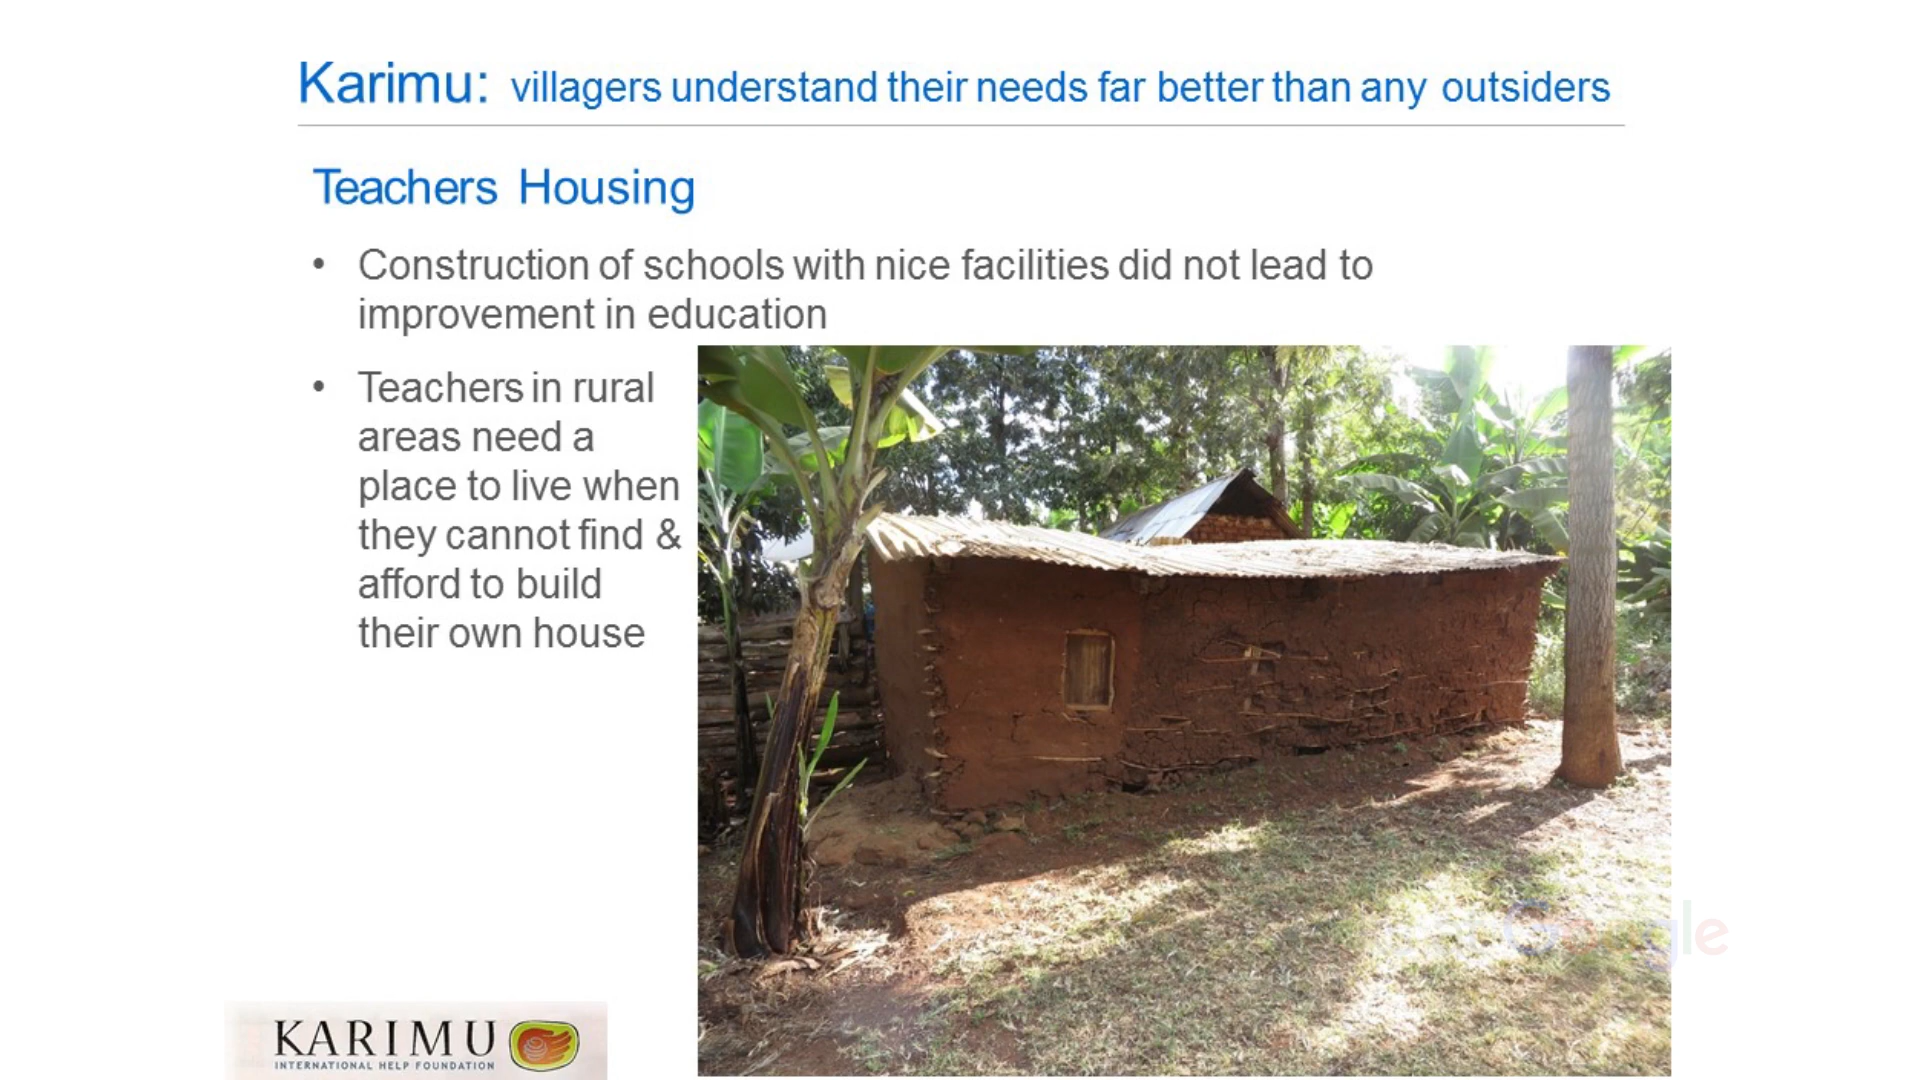 Karimu: villagers understand their needs far better than any outsiders
Teachers Housing
• Construction of schools with nice facilities did not lead to
improvement in education
• Teachers in rural
areas need a
place to live when
they cannot find &
afford to build
their own house
Google
KARIMU
INTERNATIONAL HELP FOUNDATION